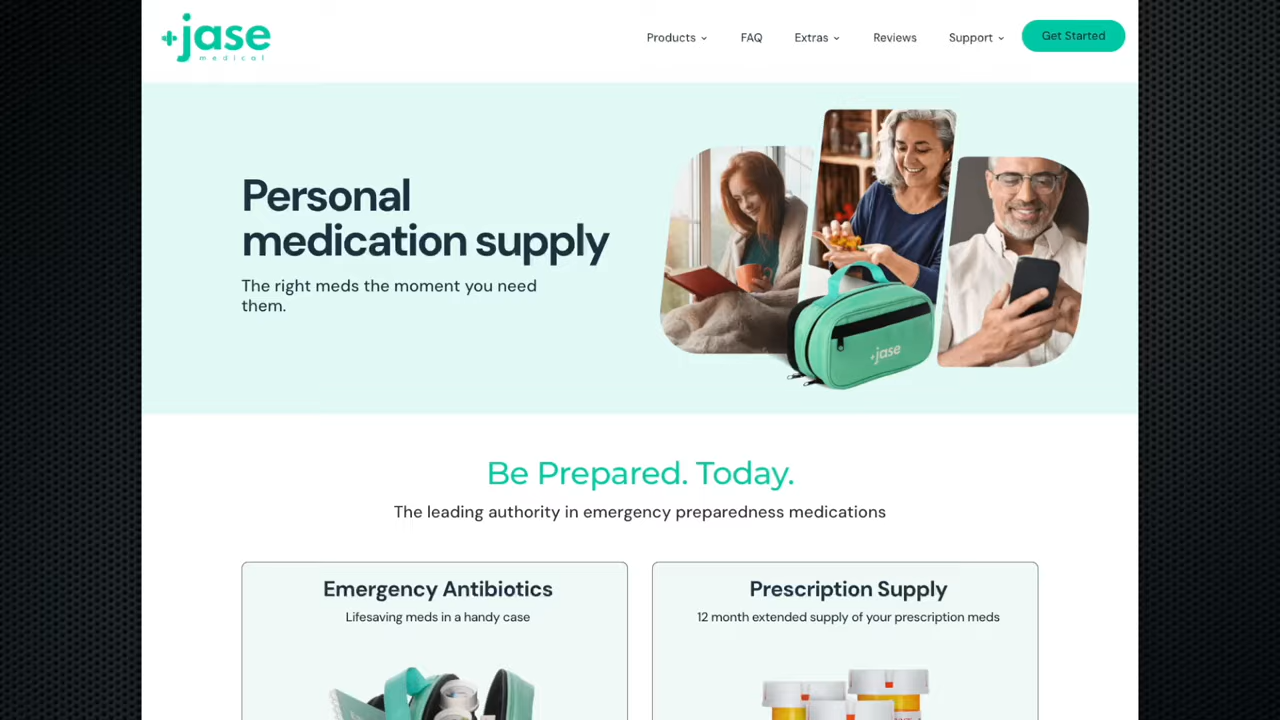 +jase
medical
Products
FAQ
Extras
Reviews
Support
Get Started
Personal
medication supply
The right meds the moment you need
them.
+jase
Be Prepared. Today.
The leading authority in emergency preparedness medications
Emergency Antibiotics
Lifesaving meds in a handy case
Prescription Supply
12 month extended supply of your prescription meds